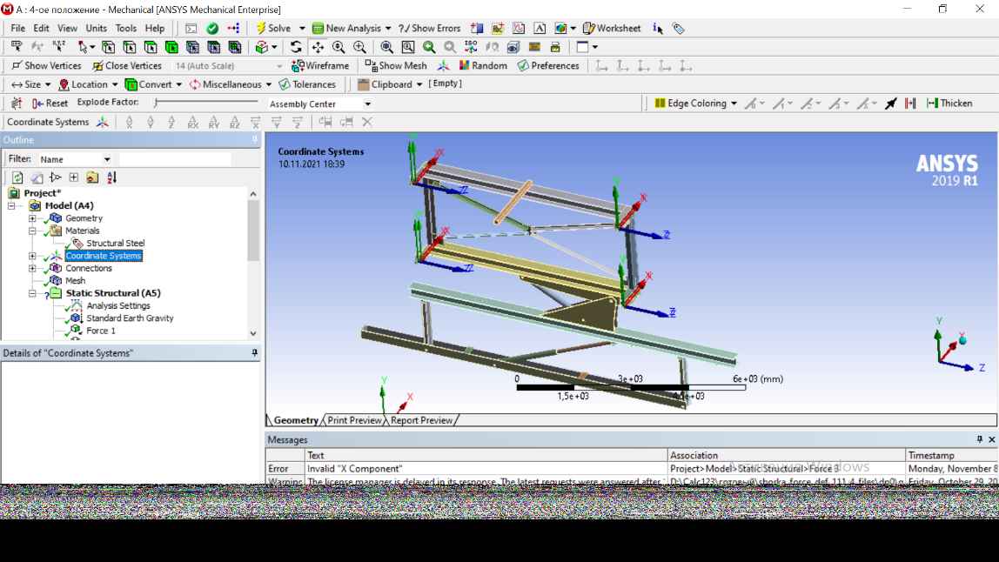 A : 4-ое положение - Mechanical [ANSYS Mechanical Enterprise]
File Edit View Units Tools Help Solve New Analysis ?/ Show Errors Worksheet
Show Vertices Close Vertices 14 (Auto Scale) Wireframe Show Mesh Random Preferences
Size Location Convert Miscellaneous Tolerances Clipboard [ Empty ]
Reset Explode Factor: Assembly Center Edge Coloring Thicken
Coordinate Systems X Y Z RX RY RZ X Y Z
Outline
Filter: Name
Project*
Model (A4)
Geometry
Materials
Structural Steel
Coordinate Systems
Connections
Mesh
Static Structural (A5)
Analysis Settings
Standard Earth Gravity
Force 1
Details of "Coordinate Systems"
Coordinate Systems
10.11.2021 18:39
ANSYS
2019 R1
0 3e+03 6e+03 (mm)
1,5e+03 4,5e+03
Y X Z
Geometry Print Preview Report Preview
Messages
Text Association Timestamp
Error Invalid "X Component" Project>Model>Static Structural>Force 3 Monday, November 8
Warning The license manager is delayed in its response. The latest requests were answered after Friday, October 29, 20